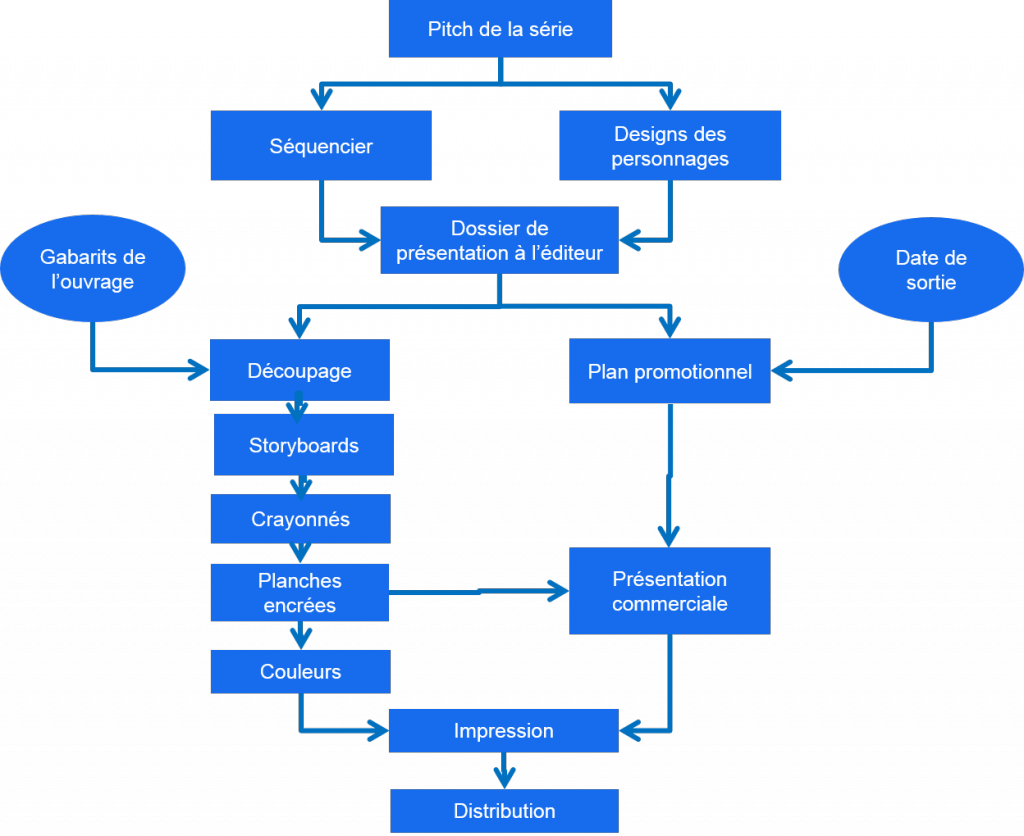 Pitch de la série
Séquencier
Designs des
personnages
Dossier de
présentation à l’éditeur
Gabarits de
l’ouvrage
Date de
sortie
Découpage
Plan promotionnel
Storyboards
Crayonnés
Planches
encrées
Présentation
commerciale
Couleurs
Impression
Distribution